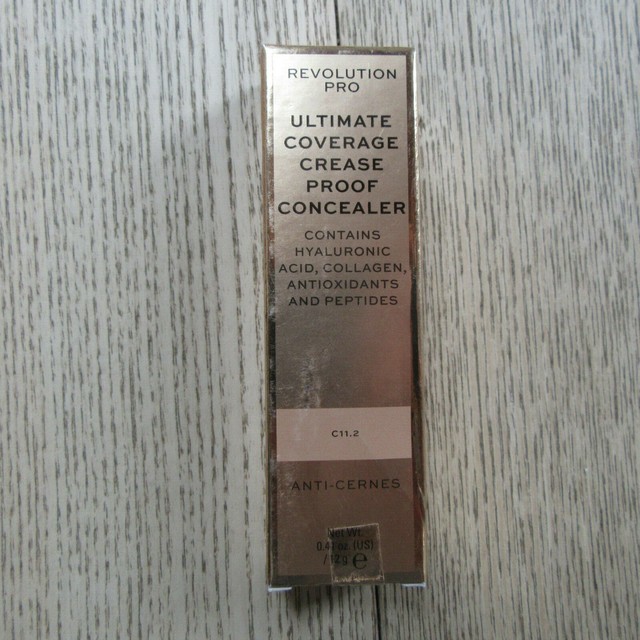 REVOLUTION
PRO
ULTIMATE
COVERAGE
CREASE
PROOF
CONCEALER
CONTAINS
HYALURONIC
ACID, COLLAGEN,
ANTIOXIDANTS
AND PEPTIDES
C11.2
ANTI-CERNES
Net Wt.
0.41 oz. (US)
/ 12 g ℮